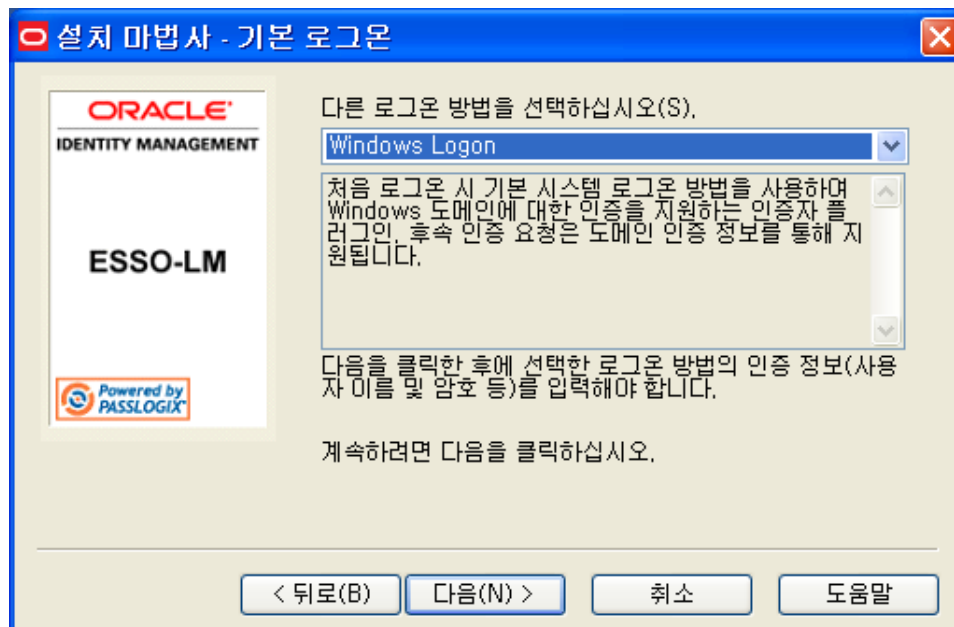 설치 마법사 - 기본 로그온
ORACLE
IDENTITY MANAGEMENT
ESSO-LM
Powered by
PASSLOGIX
다른 로그온 방법을 선택하십시오(S).
Windows Logon
처음 로그온 시 기본 시스템 로그온 방법을 사용하며
Windows 도메인에 대한 인증을 지원하는 인증자 플
러그인. 후속 인증 요청은 도메인 인증 정보를 통해 지
원됩니다.
다음을 클릭한 후에 선택한 로그온 방법의 인증 정보(사용
자 이름 및 암호 등)를 입력해야 합니다.
계속하려면 다음을 클릭하십시오.
< 뒤로(B)
다음(N) >
취소
도움말